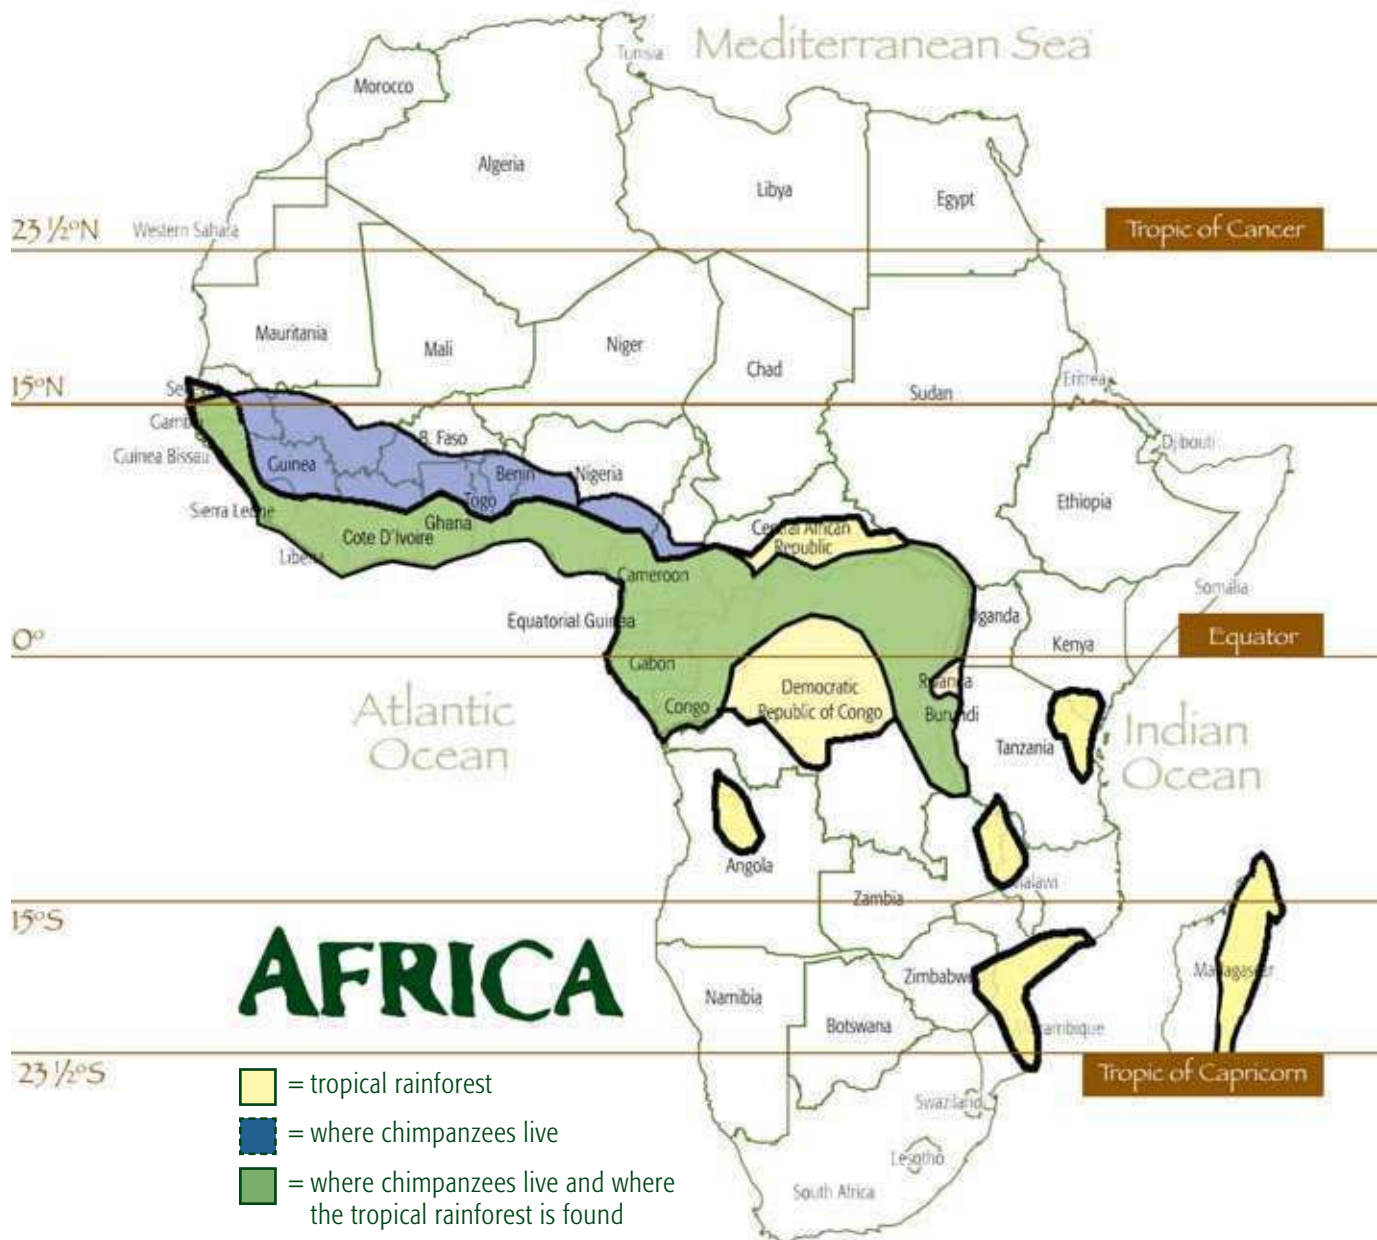 Mediterranean Sea
Tunisia
Morocco
Algeria
Libya
Egypt
23 ½°N
Western Sahara
Tropic of Cancer
Mauritania
Mali
Niger
Chad
Sudan
Eritrea
15°N
Gambi
Guinea Bissau
Guinea
B. Faso
Benin
Nigeria
Togo
Djibouti
Ethiopia
Sierra Leone
Cote D'Ivoire
Ghana
Liberia
Central African
Republic
Cameroon
Somalia
Equatorial Guinea
Uganda
Kenya
0°
Equator
Gabon
Rwanda
Democratic
Republic of Congo
Congo
Burundi
Atlantic
Ocean
Tanzania
Indian
Ocean
Angola
Malawi
Zambia
15°S
AFRICA
Namibia
Zimbabwe
Madagascar
Botswana
23 ½°S
Tropic of Capricorn
Swaziland
Lesotho
South Africa
= tropical rainforest
= where chimpanzees live
= where chimpanzees live and where
the tropical rainforest is found